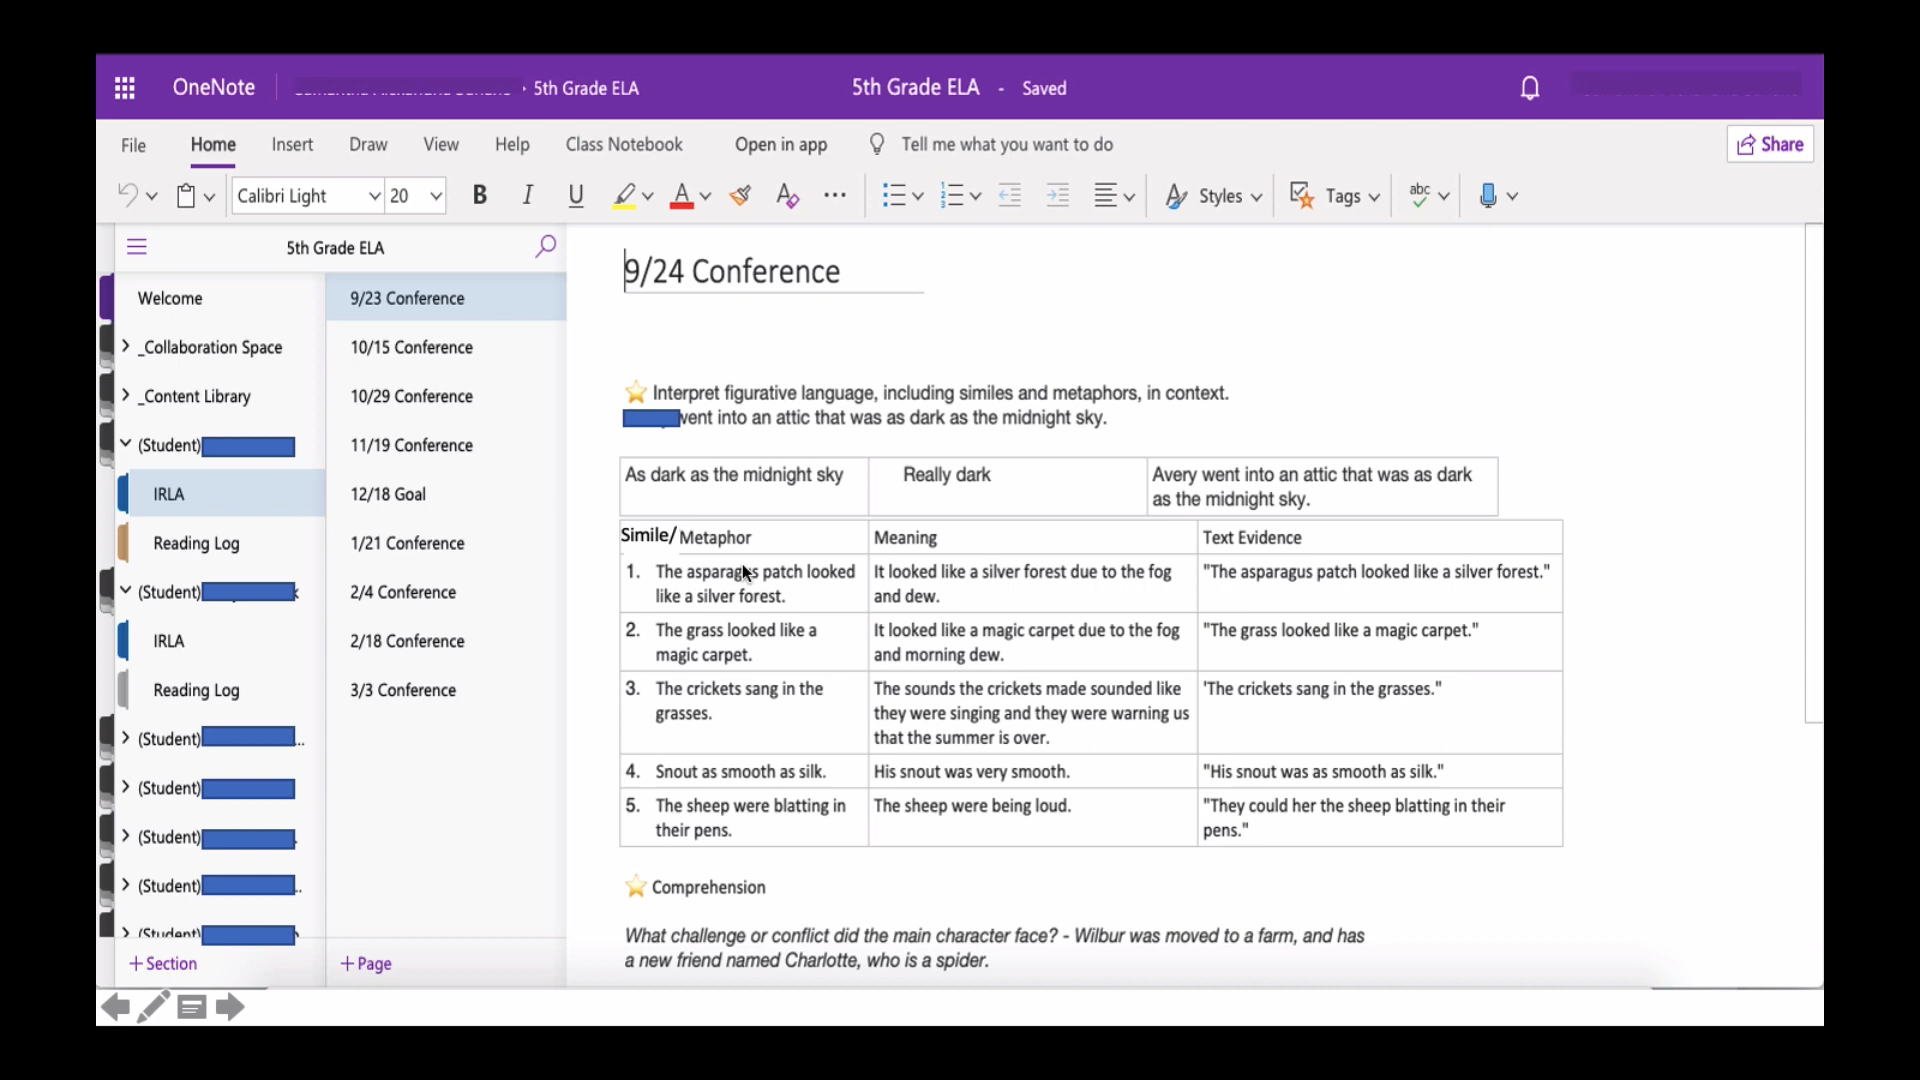 OneNote
› 5th Grade ELA
5th Grade ELA - Saved
File Home Insert Draw View Help Class Notebook Open in app Tell me what you want to do
Share
Calibri Light 20 B I U A A ... Styles Tags abc
5th Grade ELA
Welcome
_Collaboration Space
_Content Library
(Student)
IRLA
Reading Log
(Student)
IRLA
Reading Log
(Student) ...
(Student)
(Student)
(Student)
(Student)
+ Section
9/23 Conference
10/15 Conference
10/29 Conference
11/19 Conference
12/18 Goal
1/21 Conference
2/4 Conference
2/18 Conference
3/3 Conference
+ Page
9/24 Conference
⭐ Interpret figurative language, including similes and metaphors, in context.
went into an attic that was as dark as the midnight sky.
As dark as the midnight sky
Really dark
Avery went into an attic that was as dark
as the midnight sky.
Simile/ Metaphor
Meaning
Text Evidence
1. The asparagus patch looked
like a silver forest.
It looked like a silver forest due to the fog
and dew.
"The asparagus patch looked like a silver forest."
2. The grass looked like a
magic carpet.
It looked like a magic carpet due to the fog
and morning dew.
"The grass looked like a magic carpet."
3. The crickets sang in the
grasses.
The sounds the crickets made sounded like
they were singing and they were warning us
that the summer is over.
'The crickets sang in the grasses."
4. Snout as smooth as silk.
His snout was very smooth.
"His snout was as smooth as silk."
5. The sheep were blatting in
their pens.
The sheep were being loud.
"They could her the sheep blatting in their
pens."
⭐ Comprehension
What challenge or conflict did the main character face? - Wilbur was moved to a farm, and has
a new friend named Charlotte, who is a spider.